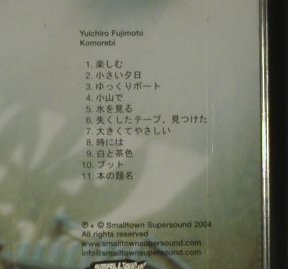 Yuichiro Fujimoto
Komorebi
1. 楽しむ
2. 小さい夕日
3. ゆっくりボート
4. 小山で
5. 水を見る
6. 失くしたテープ、見つけた
7. 大きくてやさしい
8. 時には
9. 白と茶色
10. プット
11. 本の題名
℗ + © Smalltown Supersound 2004
All rights reserved
www.smalltownsupersound.com
info@smalltownsupersound.com